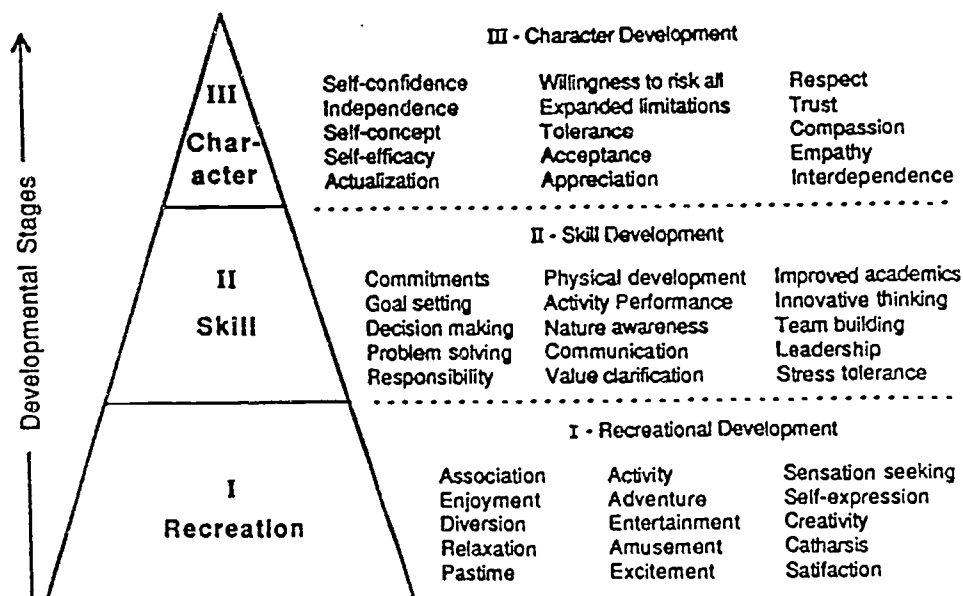 Developmental Stages
III
Char-
acter
II
Skill
I
Recreation
III - Character Development
Self-confidence Willingness to risk all Respect
Independence Expanded limitations Trust
Self-concept Tolerance Compassion
Self-efficacy Acceptance Empathy
Actualization Appreciation Interdependence
II - Skill Development
Commitments Physical development Improved academics
Goal setting Activity Performance Innovative thinking
Decision making Nature awareness Team building
Problem solving Communication Leadership
Responsibility Value clarification Stress tolerance
I - Recreational Development
Association Activity Sensation seeking
Enjoyment Adventure Self-expression
Diversion Entertainment Creativity
Relaxation Amusement Catharsis
Pastime Excitement Satifaction